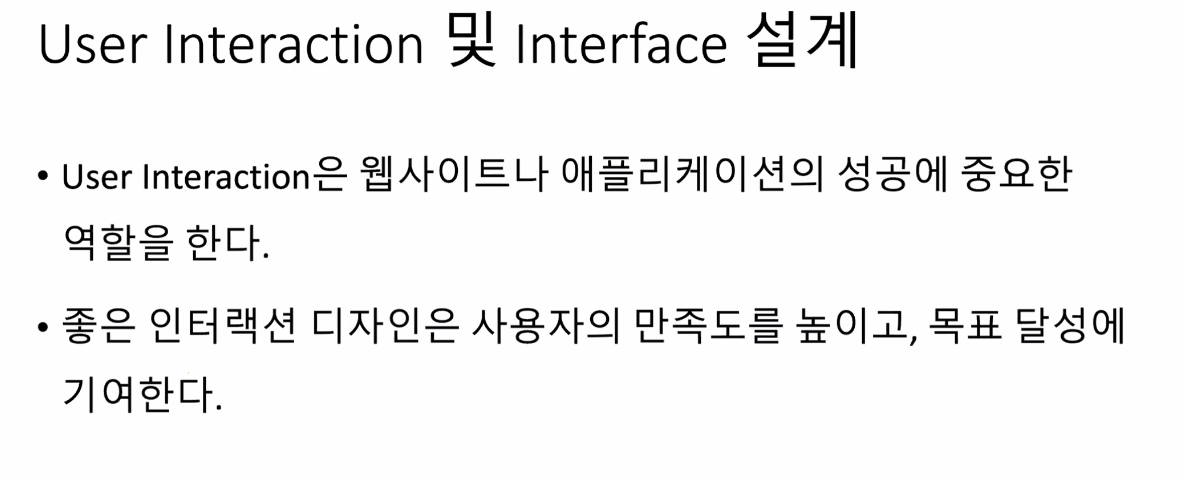 User Interaction 및 Interface 설계
• User Interaction은 웹사이트나 애플리케이션의 성공에 중요한
역할을 한다.
• 좋은 인터랙션 디자인은 사용자의 만족도를 높이고, 목표 달성에
기여한다.